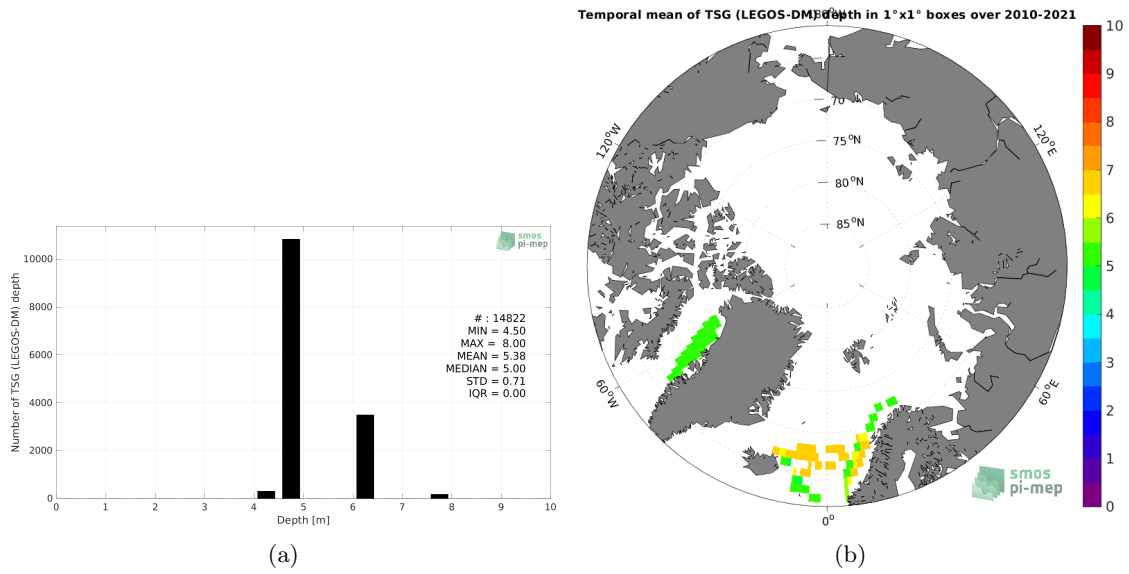 Temporal mean of TSG (LEGOS-DM) depth in 1°x1° boxes over 2010-2021
180°W
120°W
120°E
60°W
60°E
0°
70
75°N
80°N
85°N
10
9
8
7
6
5
4
3
2
1
0
smos
pi-mep
Number of TSG (LEGOS-DM) depth
10000
8000
6000
4000
2000
0
smos
pi-mep
# : 14822
MIN = 4.50
MAX = 8.00
MEAN = 5.38
MEDIAN = 5.00
STD = 0.71
IQR = 0.00
0 1 2 3 4 5 6 7 8 9 10
Depth [m]
(a)
(b)